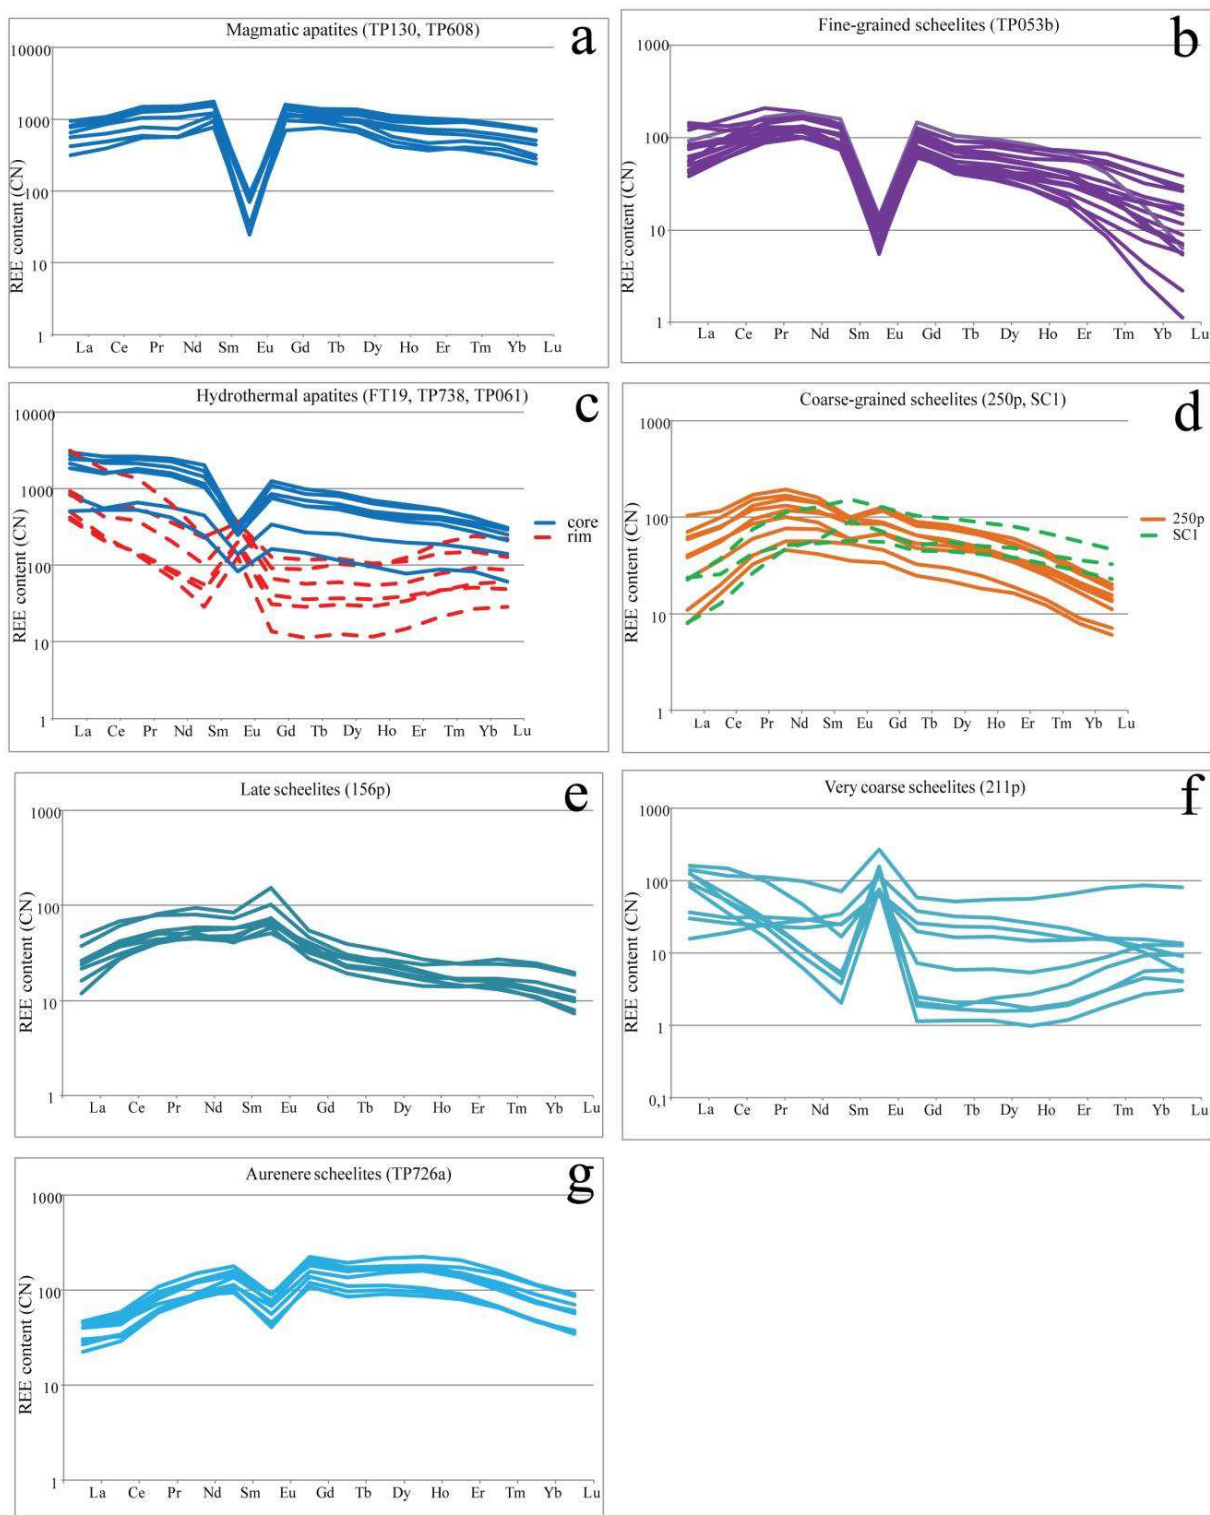 Magmatic apatites (TP130, TP608)
a
REE content (CN)
10000
1000
100
10
1
La Ce Pr Nd Sm Eu Gd Tb Dy Ho Er Tm Yb Lu
Fine-grained scheelites (TP053b)
b
REE content (CN)
1000
100
10
1
La Ce Pr Nd Sm Eu Gd Tb Dy Ho Er Tm Yb Lu
Hydrothermal apatites (FT19, TP738, TP061)
c
REE content (CN)
10000
1000
100
10
1
core
rim
La Ce Pr Nd Sm Eu Gd Tb Dy Ho Er Tm Yb Lu
Coarse-grained scheelites (250p, SC1)
d
REE content (CN)
1000
100
10
1
250p
SC1
La Ce Pr Nd Sm Eu Gd Tb Dy Ho Er Tm Yb Lu
Late scheelites (156p)
e
REE content (CN)
1000
100
10
1
La Ce Pr Nd Sm Eu Gd Tb Dy Ho Er Tm Yb Lu
Very coarse scheelites (211p)
f
REE content (CN)
1000
100
10
1
0,1
La Ce Pr Nd Sm Eu Gd Tb Dy Ho Er Tm Yb Lu
Aurenere scheelites (TP726a)
g
REE content (CN)
1000
100
10
1
La Ce Pr Nd Sm Eu Gd Tb Dy Ho Er Tm Yb Lu